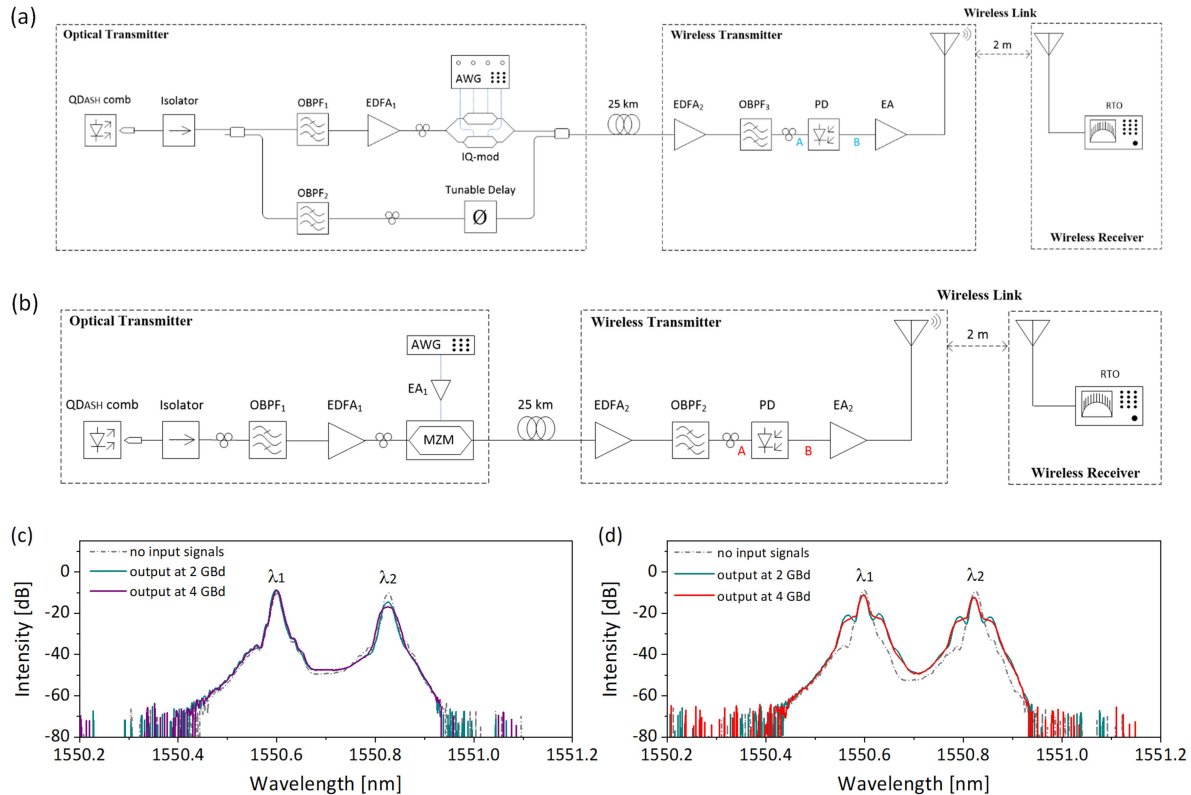 (a)
Optical Transmitter
Wireless Transmitter
Wireless Link
2 m
AWG
QDASH comb
Isolator
OBPF1
EDFA1
IQ-mod
25 km
EDFA2
OBPF3
PD
EA
A
B
RTO
OBPF2
Tunable Delay
Ø
Wireless Receiver
(b)
Optical Transmitter
Wireless Transmitter
Wireless Link
2 m
AWG
EA1
QDASH comb
Isolator
OBPF1
EDFA1
MZM
25 km
EDFA2
OBPF2
PD
EA2
A
B
RTO
Wireless Receiver
(c)
no input signals
output at 2 GBd
output at 4 GBd
λ1
λ2
Intensity [dB]
0
-20
-40
-60
-80
1550.2
1550.4
1550.6
1550.8
1551.0
1551.2
Wavelength [nm]
(d)
no input signals
output at 2 GBd
output at 4 GBd
λ1
λ2
Intensity [dB]
0
-20
-40
-60
-80
1550.2
1550.4
1550.6
1550.8
1551.0
1551.2
Wavelength [nm]